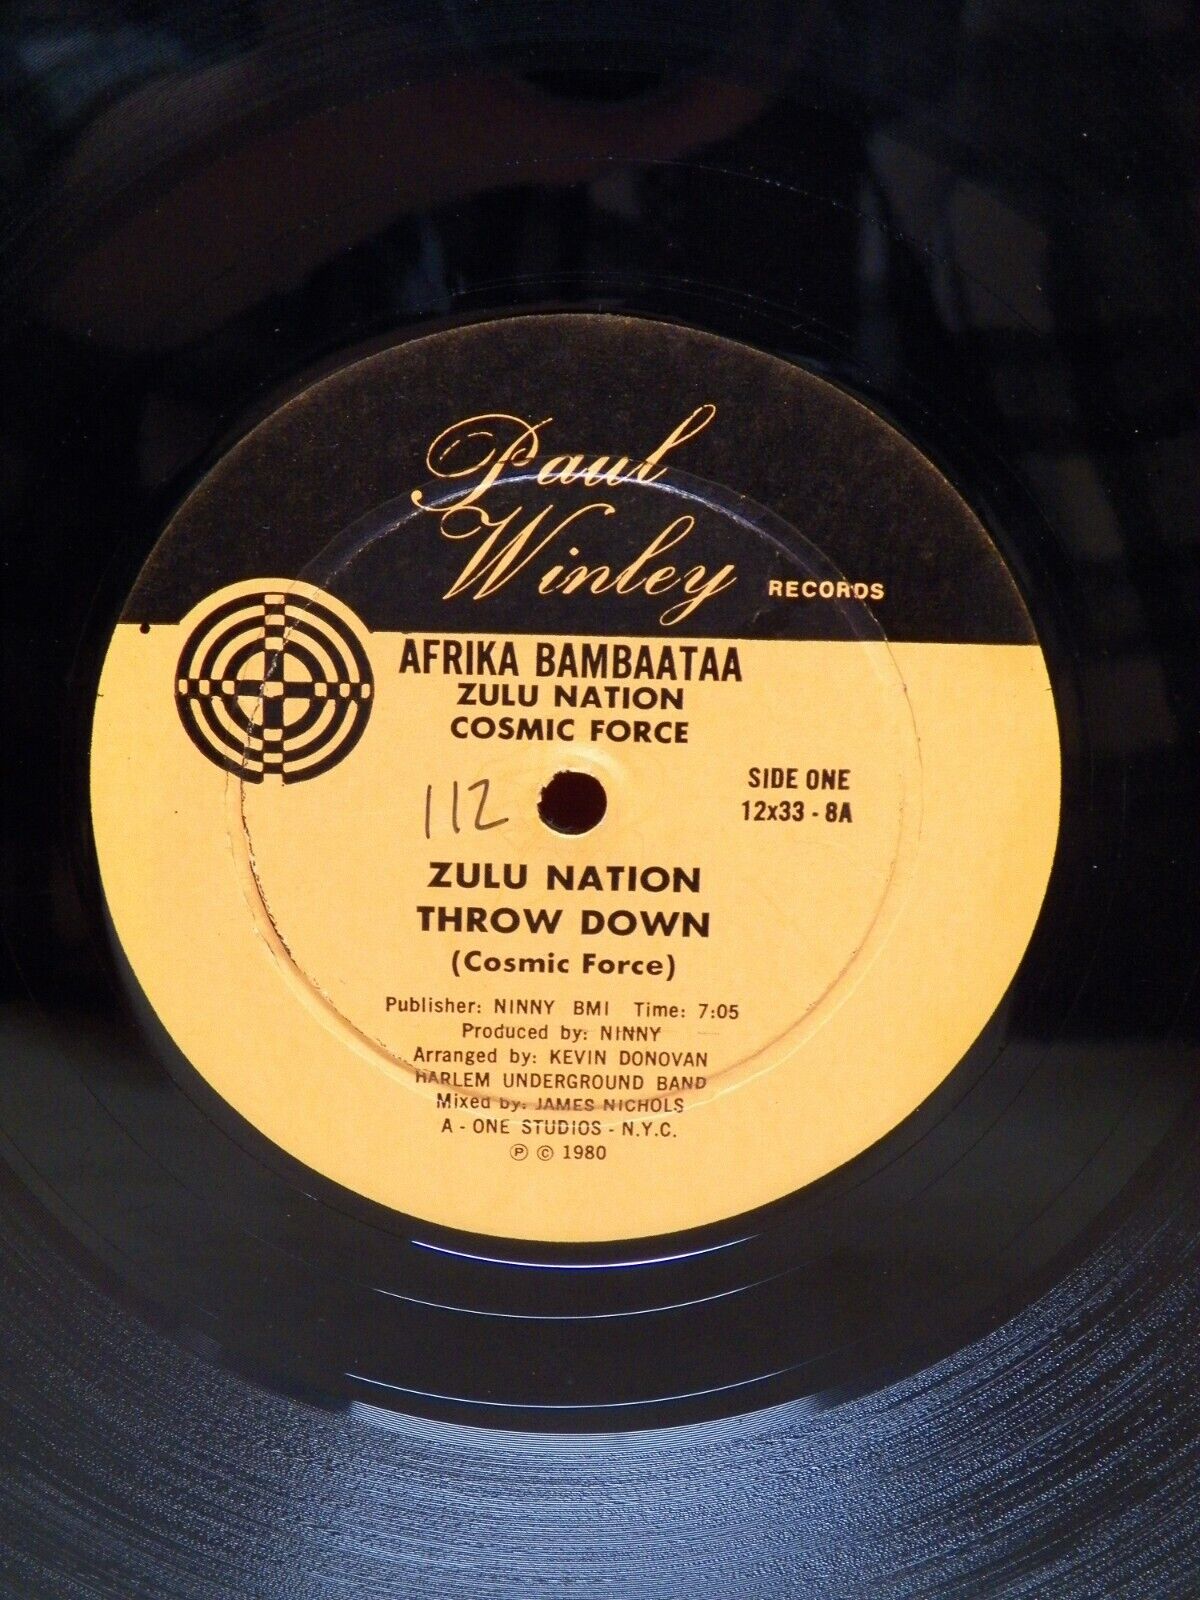 Paul
Winley RECORDS
AFRIKA BAMBAATAA
ZULU NATION
COSMIC FORCE
SIDE ONE
12x33 - 8A
112
ZULU NATION
THROW DOWN
(Cosmic Force)
Publisher: NINNY BMI Time: 7:05
Produced by: NINNY
Arranged by: KEVIN DONOVAN
HARLEM UNDERGROUND BAND
Mixed by: JAMES NICHOLS
A - ONE STUDIOS - N.Y.C.
℗ © 1980